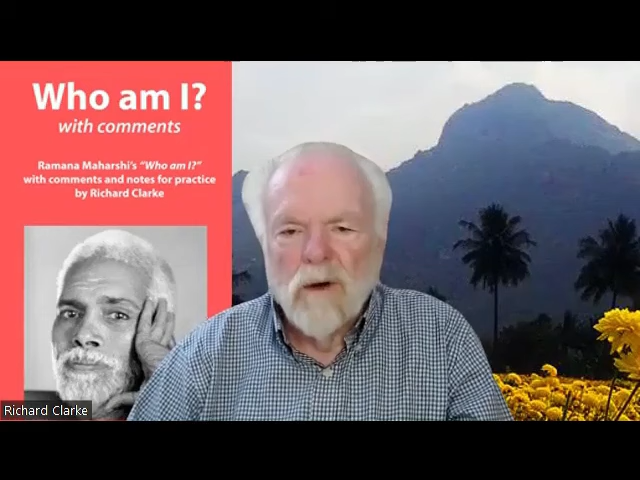 Who am I?
with comments
Ramana Maharshi's "Who am I?"
with comments and notes for practice
by Richard Clarke
Richard Clarke